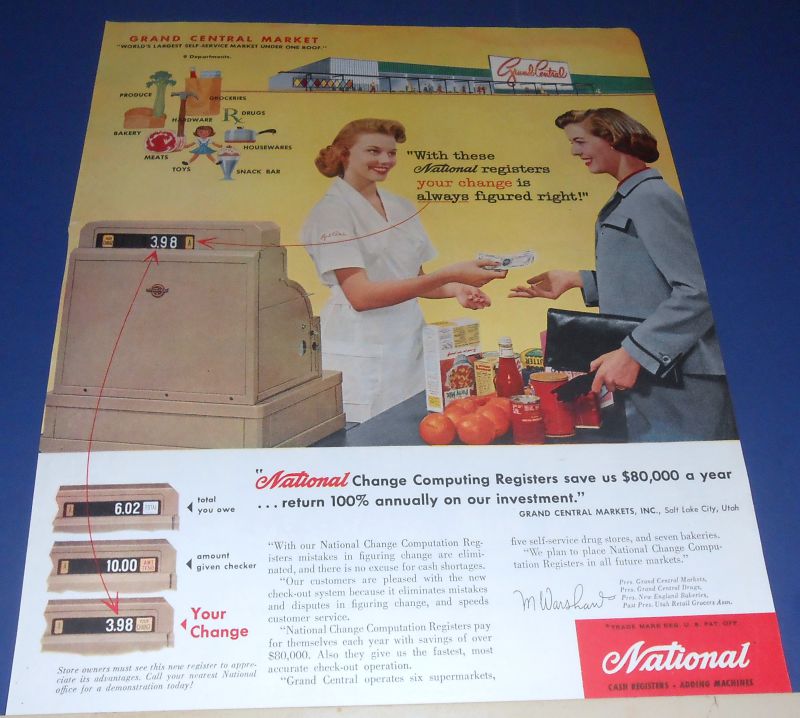 GRAND CENTRAL MARKET
"WORLD'S LARGEST SELF-SERVICE MARKET UNDER ONE ROOF."
9 Departments.
Grand Central
PRODUCE
GROCERIES
HARDWARE
Rx
DRUGS
BAKERY
HOUSEWARES
MEATS
TOYS
SNACK BAR
"With these
National registers
your change is
always figured right!"
3.98
"National Change Computing Registers save us $80,000 a year
...return 100% annually on our investment."
GRAND CENTRAL MARKETS, INC., Salt Lake City, Utah
6.02 TOTAL
total
you owe
10.00 AMT. TEND
amount
given checker
3.98 YOUR CHANGE
Your
Change
Store owners must see this new register to appre-
ciate its advantages. Call your nearest National
office for a demonstration today!
"With our National Change Computation Reg-
isters mistakes in figuring change are elimi-
nated, and there is no excuse for cash shortages.
"Our customers are pleased with the new
check-out system because it eliminates mistakes
and disputes in figuring change, and speeds
customer service.
"National Change Computation Registers pay
for themselves each year with savings of over
$80,000. Also they give us the fastest, most
accurate check-out operation.
"Grand Central operates six supermarkets,
five self-service drug stores, and seven bakeries.
"We plan to place National Change Compu-
tation Registers in all future markets."
M Warshaw
Pres. Grand Central Markets,
Pres. Grand Central Drugs,
Pres. New England Bakeries,
Past Pres. Utah Retail Grocers Assn.
*TRADE MARK REG. U. S. PAT. OFF.
National
CASH REGISTERS • ADDING MACHINES